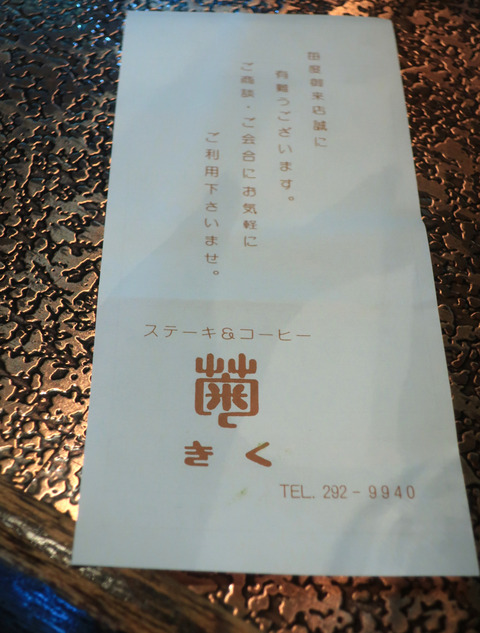 毎度御来店誠に
有難うございます。
ご商談・ご会合にお気軽に
ご利用下さいませ。
ステーキ&コーヒー
菊
きく
TEL. 292-9940